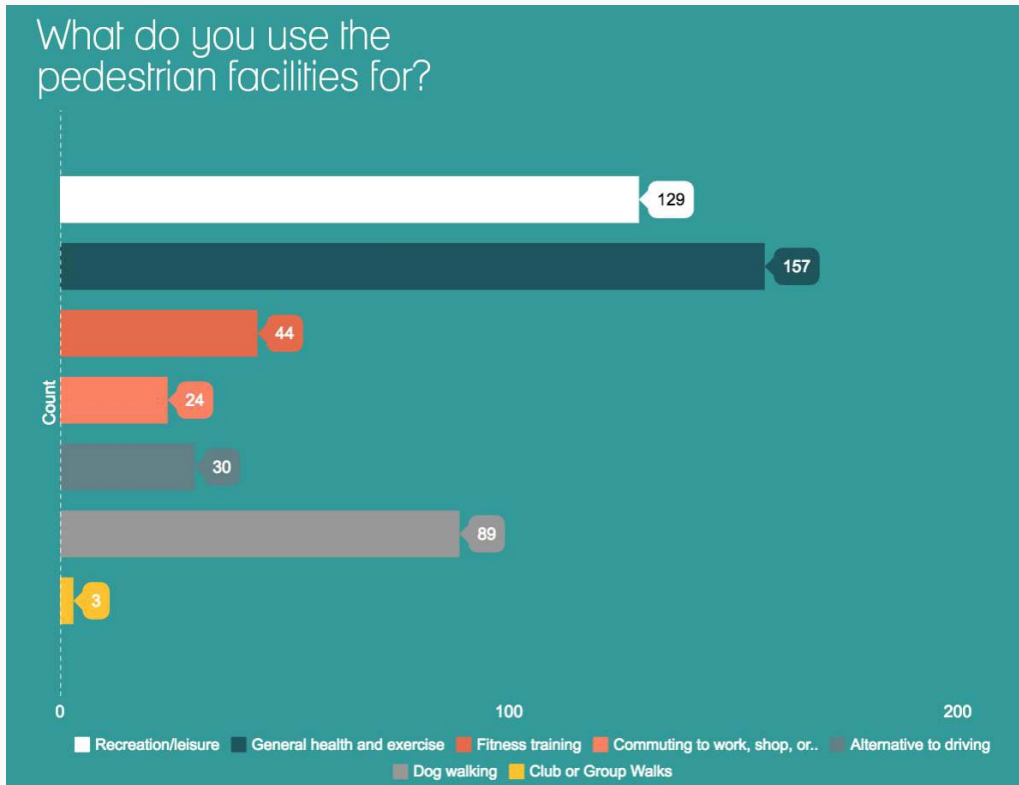 What do you use the
pedestrian facilities for?
129
157
44
Count
24
30
89
3
0 100 200
Recreation/leisure General health and exercise Fitness training Commuting to work, shop, or.. Alternative to driving
Dog walking Club or Group Walks